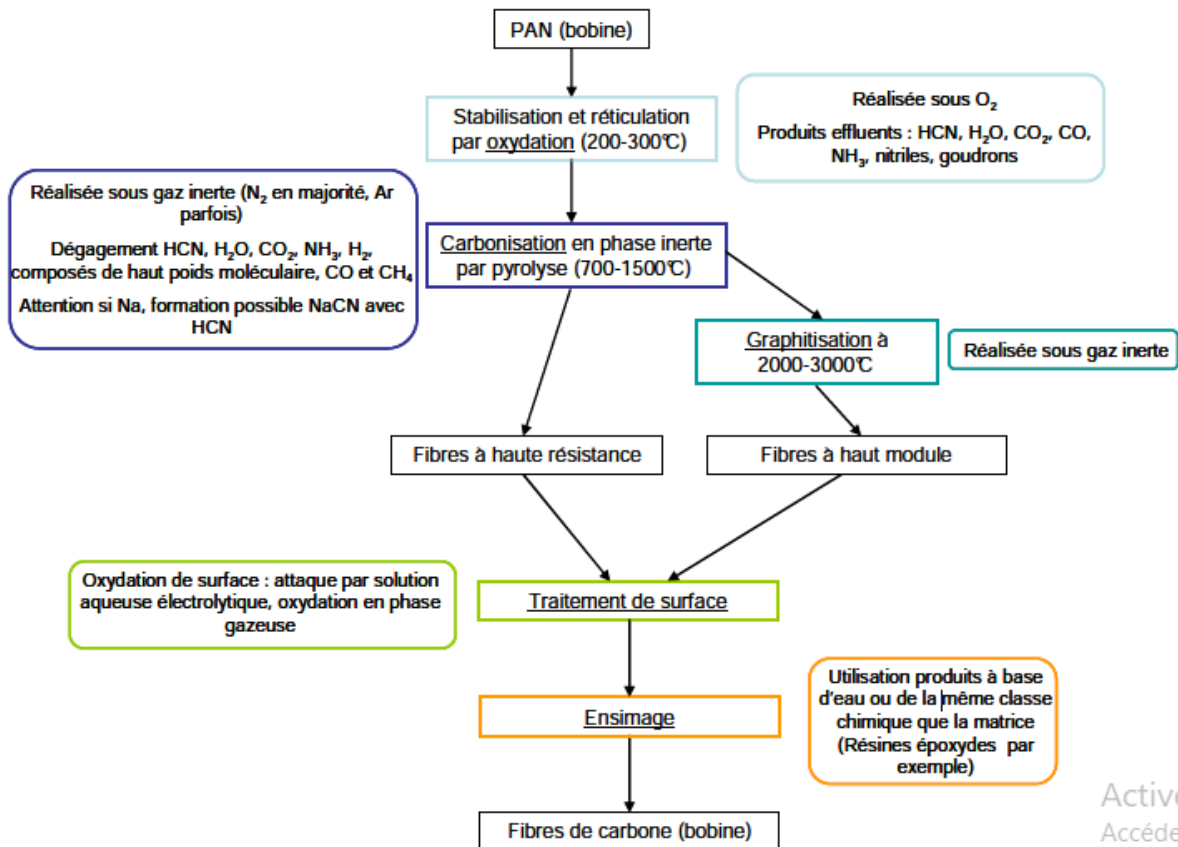 PAN (bobine)
Stabilisation et réticulation
par oxydation (200-300℃)
Réalisée sous O₂
Produits effluents : HCN, H₂O, CO₂, CO,
NH₃, nitriles, goudrons
Réalisée sous gaz inerte (N₂ en majorité, Ar
parfois)
Dégagement HCN, H₂O, CO₂, NH₃, H₂,
composés de haut poids moléculaire, CO et CH₄
Attention si Na, formation possible NaCN avec
HCN
Carbonisation en phase inerte
par pyrolyse (700-1500℃)
Graphitisation à
2000-3000℃
Réalisée sous gaz inerte
Fibres à haute résistance
Fibres à haut module
Oxydation de surface : attaque par solution
aqueuse électrolytique, oxydation en phase
gazeuse
Traitement de surface
Utilisation produits à base
d'eau ou de la même classe
chimique que la matrice
(Résines époxydes par
exemple)
Ensimage
Fibres de carbone (bobine)
Active
Accéde